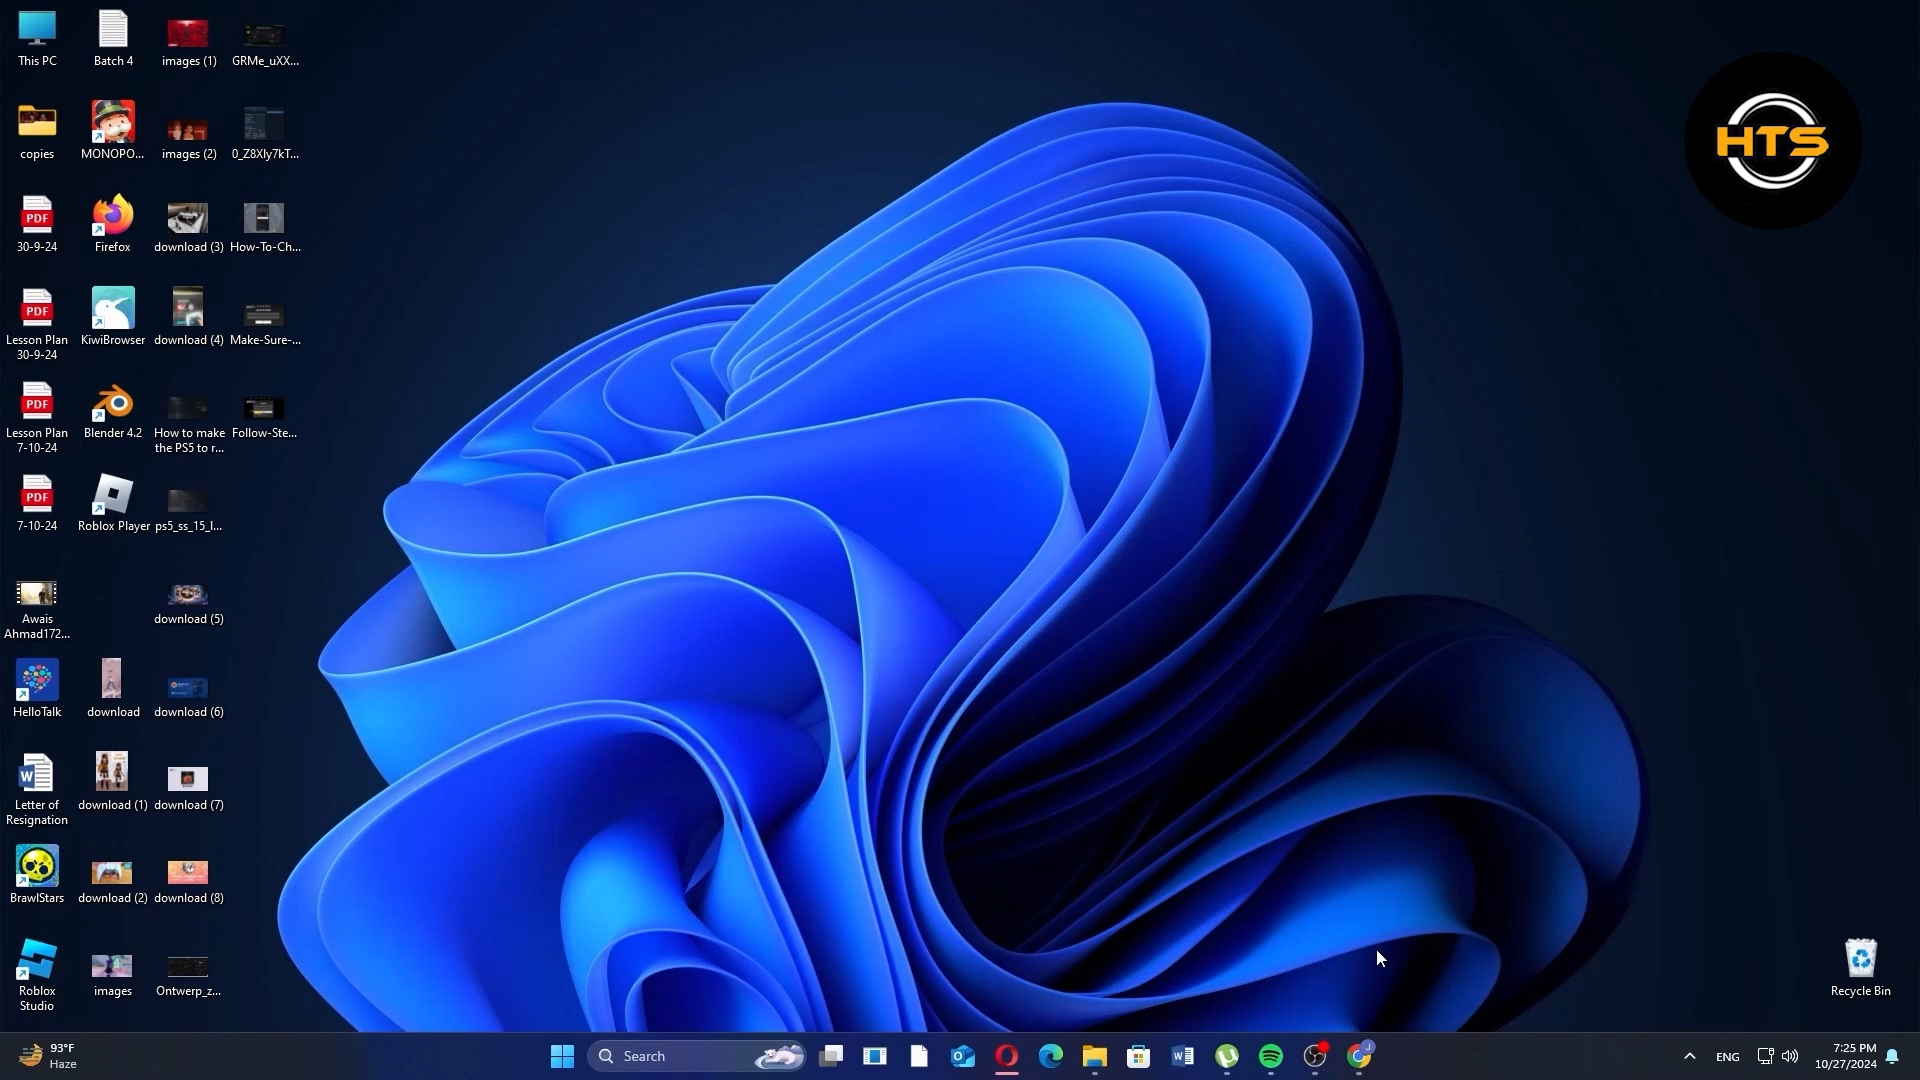 This PC
Batch 4
images (1)
GRMe_uXX...
copies
MONOPO...
images (2)
0_Z8Xly7kT...
PDF
30-9-24
Firefox
download (3)
How-To-Ch...
PDF
Lesson Plan
30-9-24
KiwiBrowser
download (4)
Make-Sure-...
PDF
Lesson Plan
7-10-24
Blender 4.2
How to make
the PS5 to r...
Follow-Ste...
PDF
7-10-24
Roblox Player
ps5_ss_15_l...
Awais
Ahmad172...
download (5)
HelloTalk
download
download (6)
W
Letter of
Resignation
download (1)
download (7)
BrawlStars
download (2)
download (8)
Roblox
Studio
images
Ontwerp_z...
HTS
Recycle Bin
93°F
Haze
Search
W
J
ENG
7:25 PM
10/27/2024